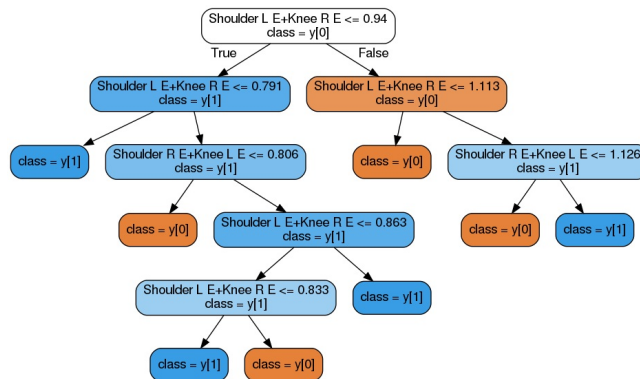 Shoulder L E+Knee R E <= 0.94
class = y[0]
True
False
Shoulder L E+Knee R E <= 0.791
class = y[1]
Shoulder L E+Knee R E <= 1.113
class = y[0]
class = y[1]
Shoulder R E+Knee L E <= 0.806
class = y[1]
class = y[0]
Shoulder R E+Knee L E <= 1.126
class = y[1]
class = y[0]
Shoulder L E+Knee R E <= 0.863
class = y[1]
class = y[0]
class = y[1]
Shoulder L E+Knee R E <= 0.833
class = y[1]
class = y[1]
class = y[1]
class = y[0]